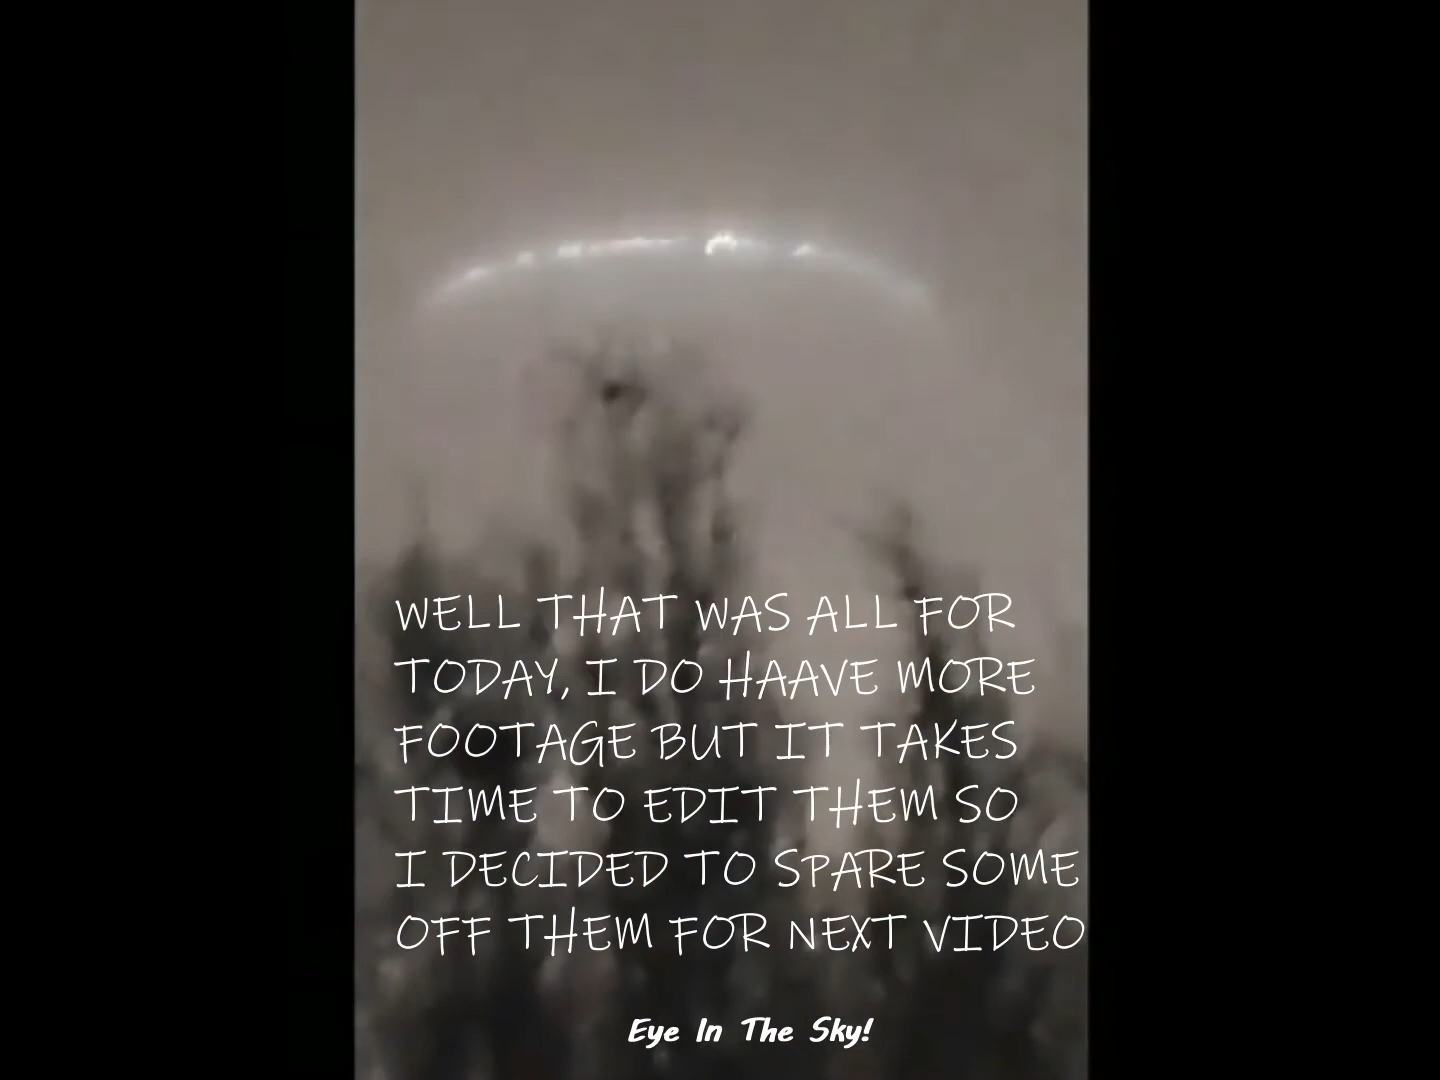 WELL THAT WAS ALL FOR
TODAY, I DO HAAVE MORE
FOOTAGE BUT IT TAKES
TIME TO EDIT THEM SO
I DECIDED TO SPARE SOME
OFF THEM FOR NEXT VIDEO
Eye In The Sky!